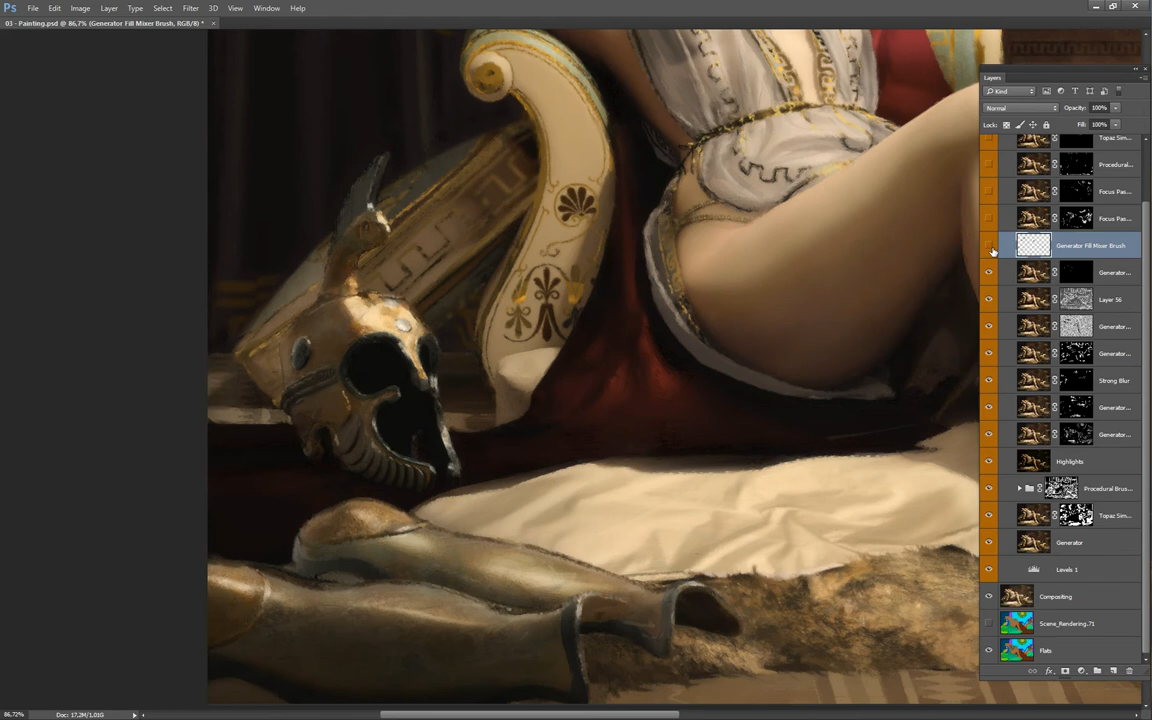 Ps File Edit Image Layer Type Select Filter 3D View Window Help
03 - Painting.psd @ 86,7% (Generator Fill Mixer Brush, RGB/8) * ×
Layers
Kind
Normal Opacity: 100%
Lock: Fill: 100%
Topaz Sim...
Procedural...
Focus Pas...
Focus Pas...
Generator Fill Mixer Brush
Generator...
Layer 56
Generator...
Generator...
Strong Blur
Generator...
Generator...
Highlights
Procedural Brus...
Topaz Sim...
Generator
Levels 1
Compositing
Scene_Rendering.71
Flats
86,72% Doc: 17,2M/1,01G